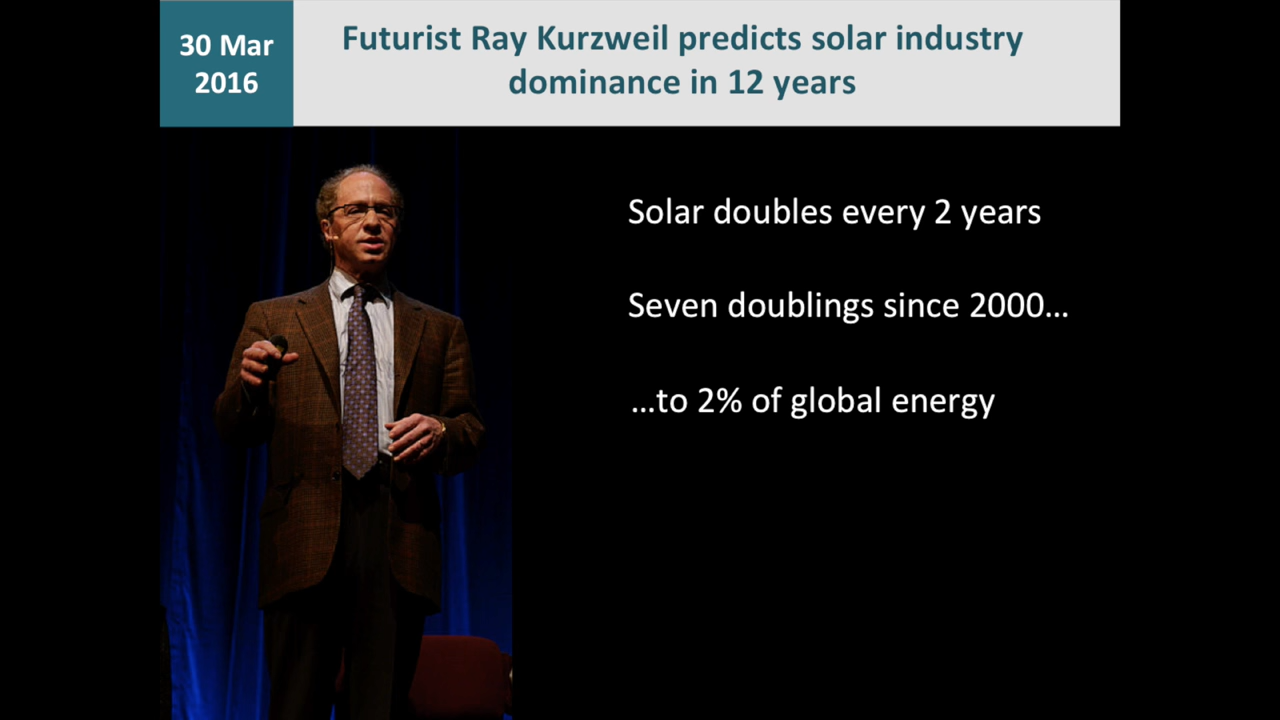 30 Mar
2016
Futurist Ray Kurzweil predicts solar industry
dominance in 12 years
Solar doubles every 2 years
Seven doublings since 2000…
…to 2% of global energy